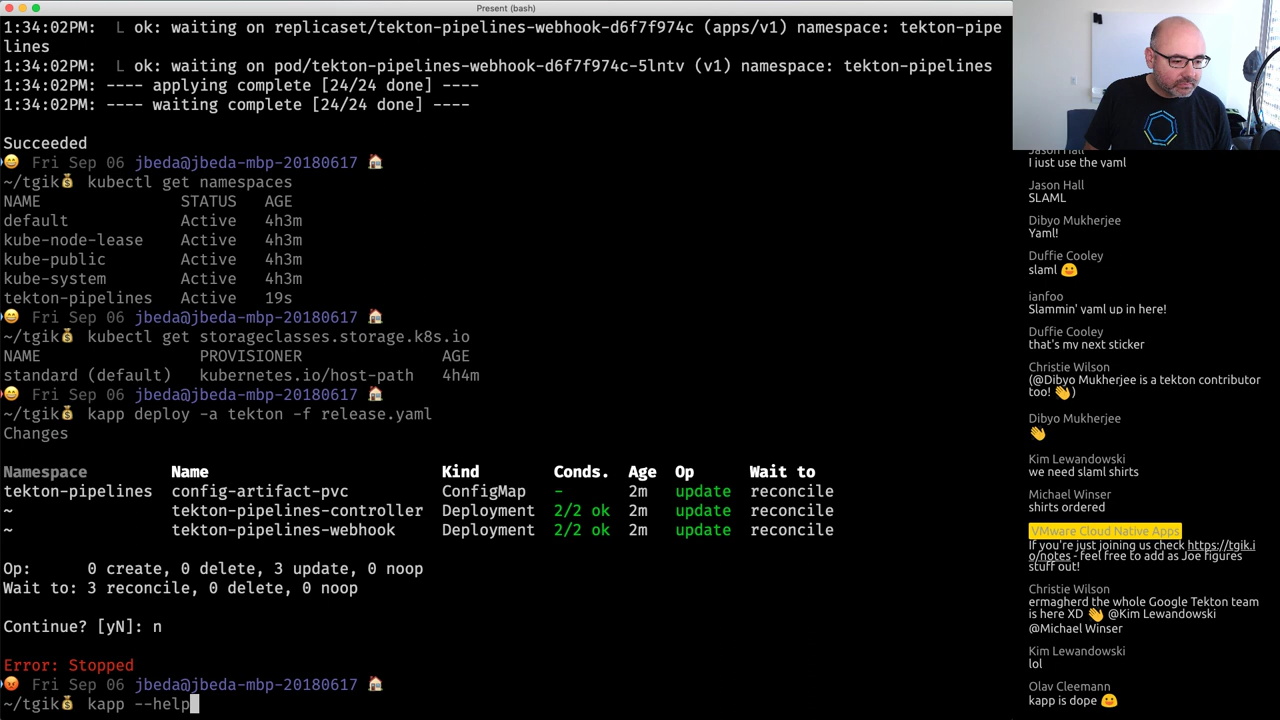 Present (bash)
1:34:02PM:  L ok: waiting on replicaset/tekton-pipelines-webhook-d6f7f974c (apps/v1) namespace: tekton-pipe
lines
1:34:02PM:  L ok: waiting on pod/tekton-pipelines-webhook-d6f7f974c-5lntv (v1) namespace: tekton-pipelines
1:34:02PM: ---- applying complete [24/24 done] ----
1:34:02PM: ---- waiting complete [24/24 done] ----
Succeeded
😄 Fri Sep 06 jbeda@jbeda-mbp-20180617 🏠
~/tgik💰 kubectl get namespaces
NAME STATUS AGE
default Active 4h3m
kube-node-lease Active 4h3m
kube-public Active 4h3m
kube-system Active 4h3m
tekton-pipelines Active 19s
😄 Fri Sep 06 jbeda@jbeda-mbp-20180617 🏠
~/tgik💰 kubectl get storageclasses.storage.k8s.io
NAME PROVISIONER AGE
standard (default) kubernetes.io/host-path 4h4m
😄 Fri Sep 06 jbeda@jbeda-mbp-20180617 🏠
~/tgik💰 kapp deploy -a tekton -f release.yaml
Changes
Namespace Name Kind Conds. Age Op Wait to
tekton-pipelines config-artifact-pvc ConfigMap - 2m update reconcile
~ tekton-pipelines-controller Deployment 2/2 ok 2m update reconcile
~ tekton-pipelines-webhook Deployment 2/2 ok 2m update reconcile
Op: 0 create, 0 delete, 3 update, 0 noop
Wait to: 3 reconcile, 0 delete, 0 noop
Continue? [yN]: n
Error: Stopped
😡 Fri Sep 06 jbeda@jbeda-mbp-20180617 🏠
~/tgik💰 kapp --help
Jason Hall
I just use the yaml
Jason Hall
SLAML
Dibyo Mukherjee
Yaml!
Duffie Cooley
slaml 😛
ianfoo
Slammin' yaml up in here!
Duffie Cooley
that's my next sticker
Christie Wilson
(@Dibyo Mukherjee is a tekton contributor
too! 👋)
Dibyo Mukherjee
👋
Kim Lewandowski
we need slaml shirts
Michael Winser
shirts ordered
VMware Cloud Native Apps
If you're just joining us check https://tgik.i
o/notes - feel free to add as Joe figures
stuff out!
Christie Wilson
ermagherd the whole Google Tekton team
is here XD 👋 @Kim Lewandowski
@Michael Winser
Kim Lewandowski
lol
Olav Cleemann
kapp is dope 😛